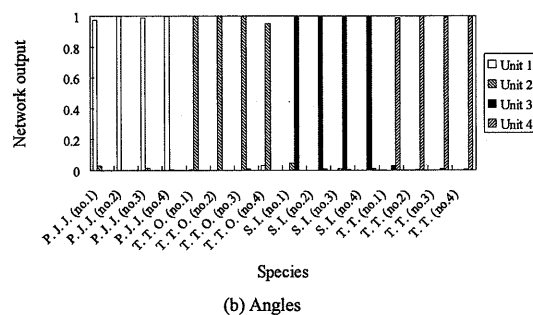 Network output
1
0.8
0.6
0.4
0.2
0
Unit 1
Unit 2
Unit 3
Unit 4
P. J. J. (no.1)
P. J. J. (no.2)
P. J. J. (no.3)
P. J. J. (no.4)
T. T. O. (no.1)
T. T. O. (no.2)
T. T. O. (no.3)
T. T. O. (no.4)
S. I. (no.1)
S. I. (no.2)
S. I. (no.3)
S. I. (no.4)
T. T. (no.1)
T. T. (no.2)
T. T. (no.3)
T. T. (no.4)
Species
(b) Angles